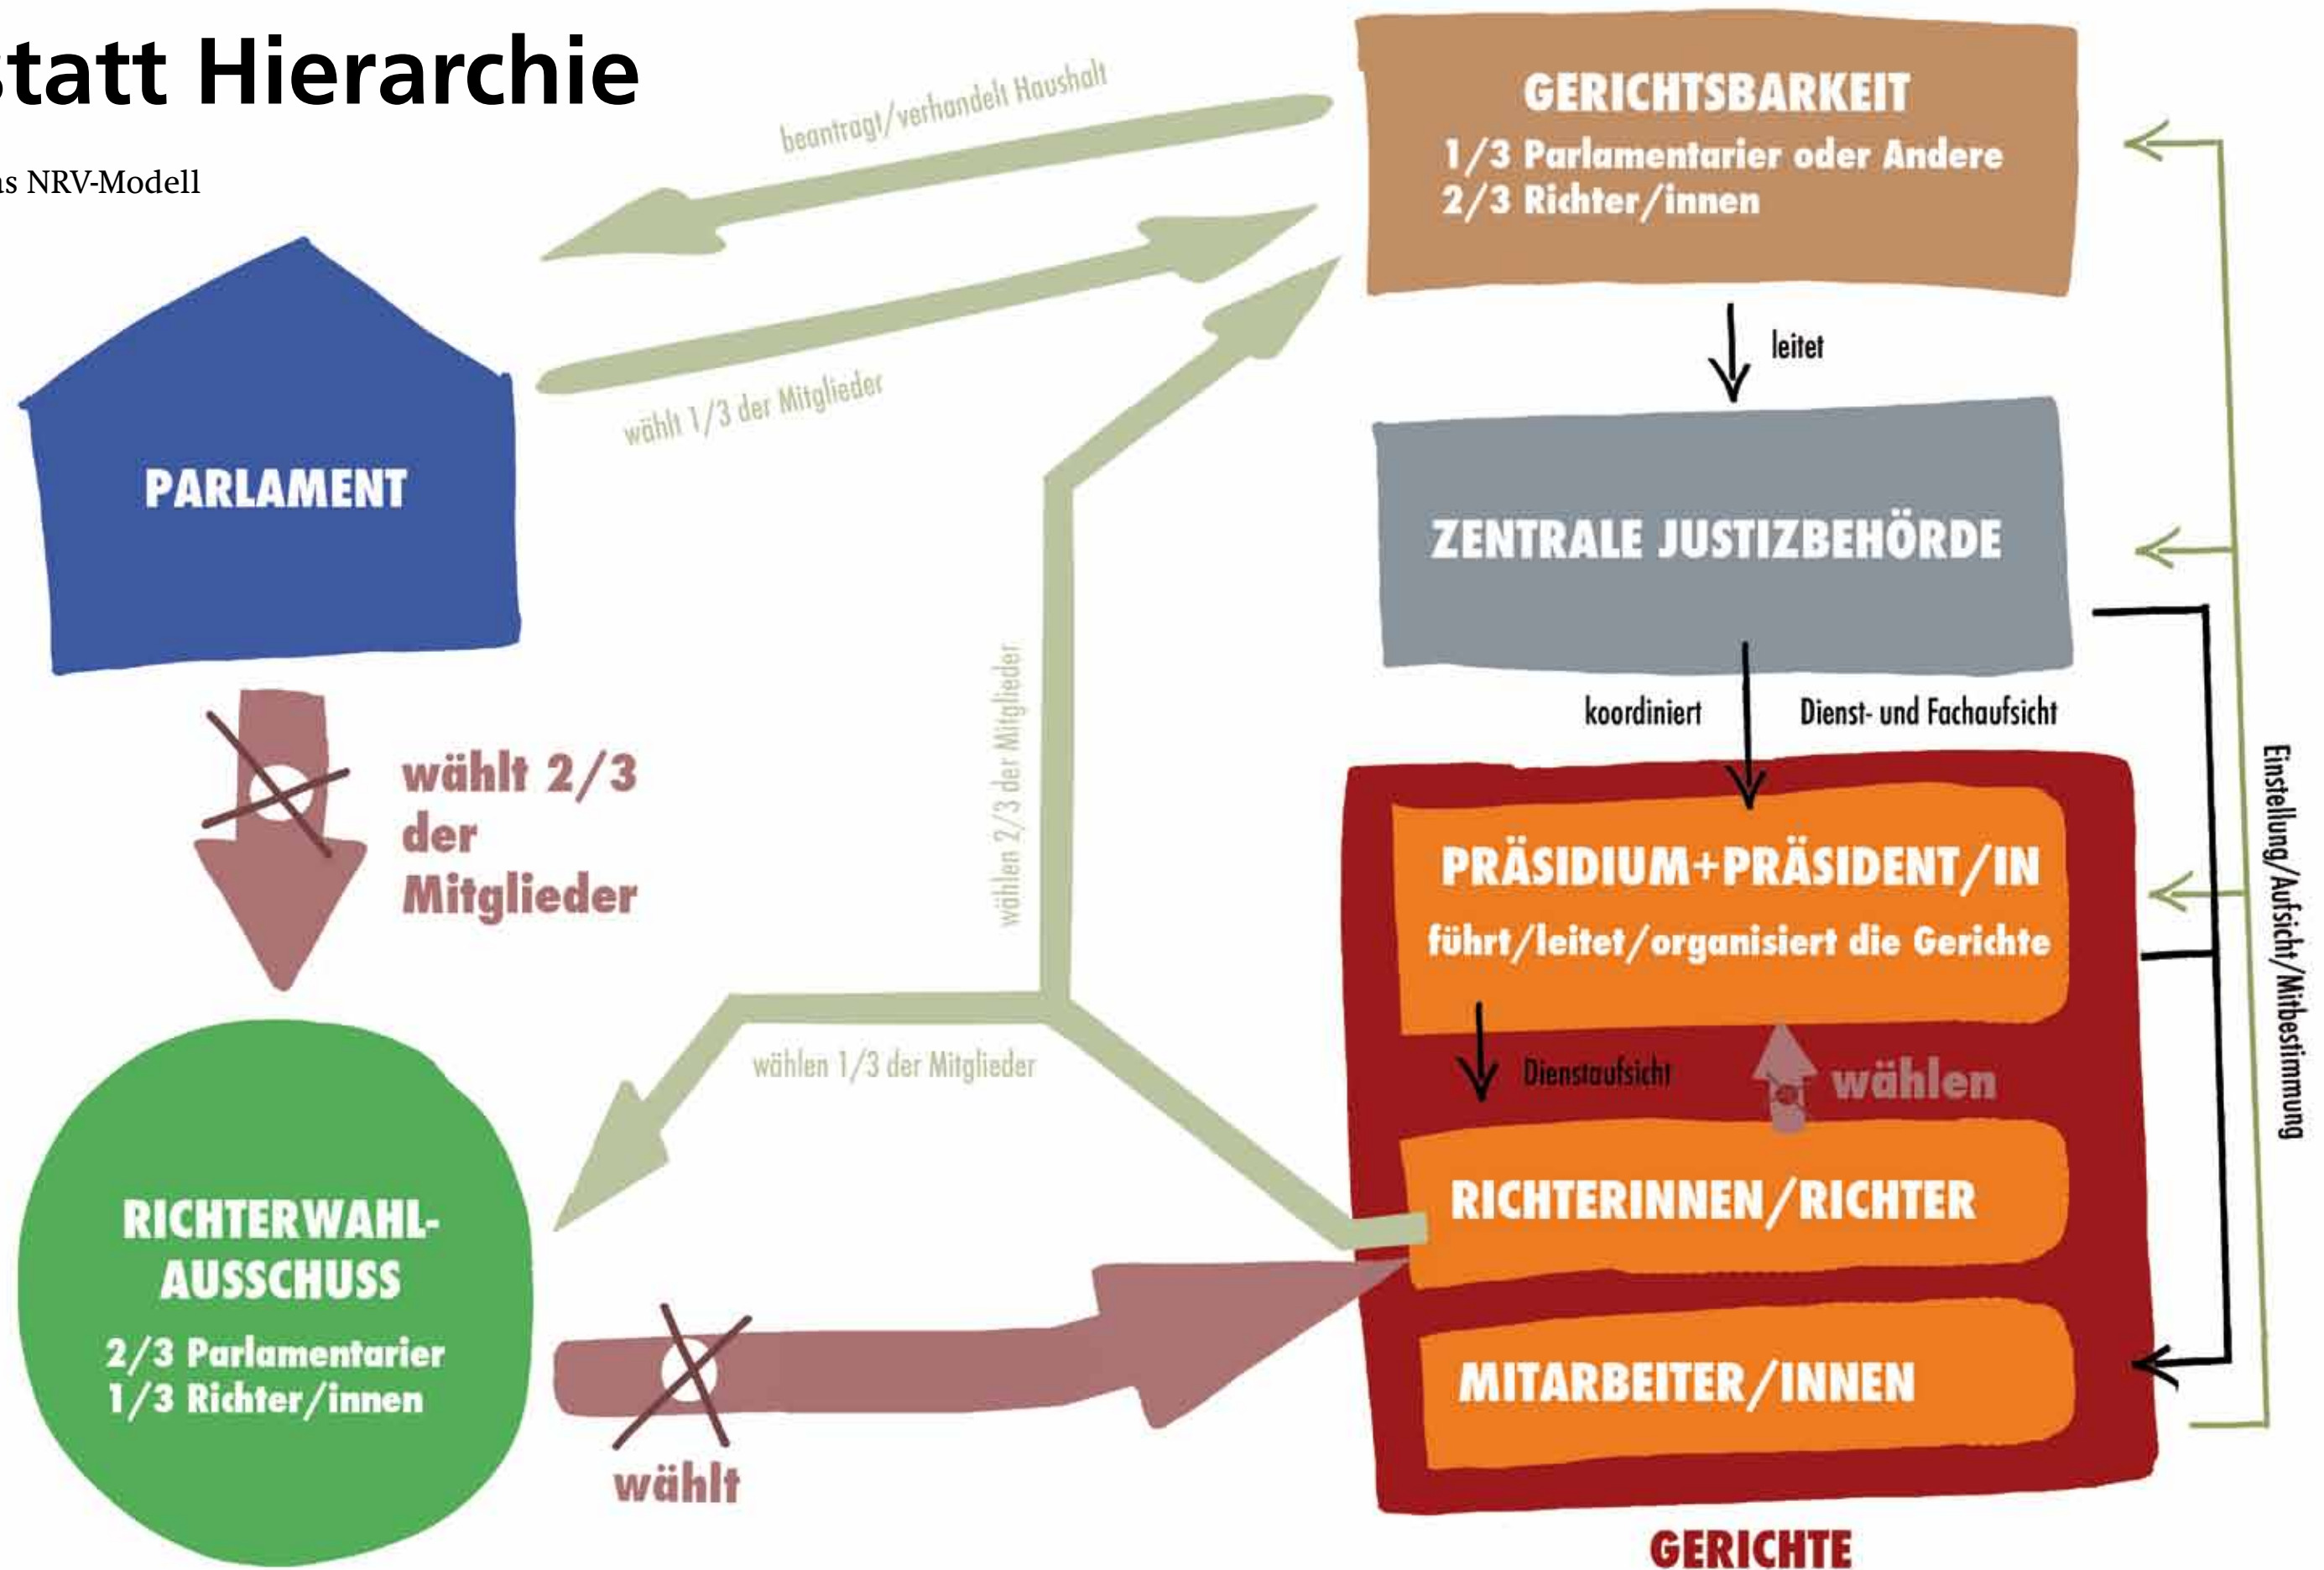 statt Hierarchie
as NRV-Modell
beantragt/verhandelt Haushalt
GERICHTSBARKEIT
1/3 Parlamentarier oder Andere
2/3 Richter/innen
wählt 1/3 der Mitglieder
leitet
PARLAMENT
ZENTRALE JUSTIZBEHÖRDE
koordiniert
Dienst- und Fachaufsicht
wählt 2/3
der
Mitglieder
wählen 2/3 der Mitglieder
Einstellung/Aufsicht/Mitbestimmung
PRÄSIDIUM+PRÄSIDENT/IN
führt/leitet/organisiert die Gerichte
wählen 1/3 der Mitglieder
Dienstaufsicht
wählen
RICHTERWAHL-
AUSSCHUSS
2/3 Parlamentarier
1/3 Richter/innen
RICHTERINNEN/RICHTER
MITARBEITER/INNEN
wählt
GERICHTE